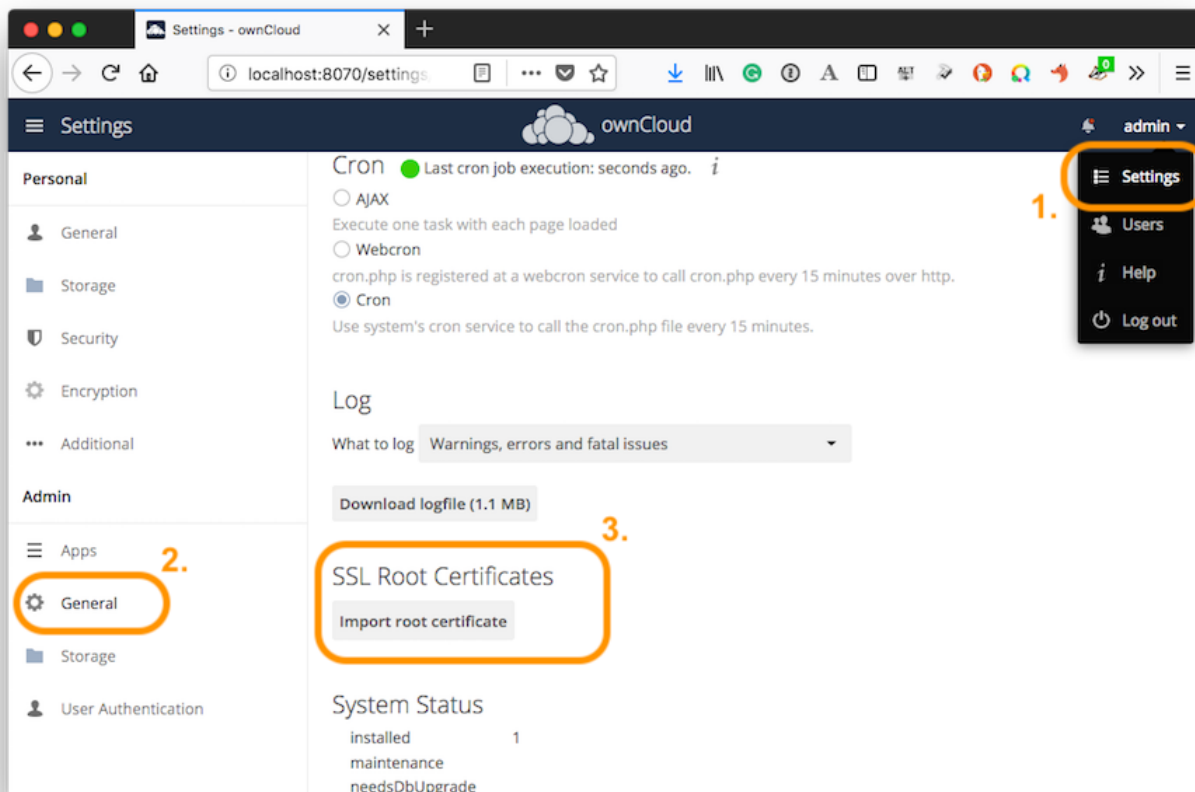 Settings - ownCloud
localhost:8070/settings
0
Settings
ownCloud
admin
Personal
General
Storage
Security
Encryption
Additional
Admin
Apps
2.
General
Storage
User Authentication
Cron
Last cron job execution: seconds ago.
i
AJAX
Execute one task with each page loaded
Webcron
cron.php is registered at a webcron service to call cron.php every 15 minutes over http.
Cron
Use system's cron service to call the cron.php file every 15 minutes.
Log
What to log
Warnings, errors and fatal issues
Download logfile (1.1 MB)
3.
SSL Root Certificates
Import root certificate
System Status
installed 1
maintenance
needsDbUpgrade
1.
Settings
Users
i Help
Log out